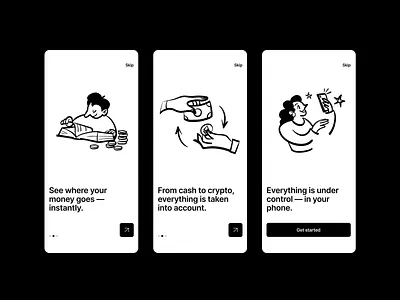 Skip
See where your
money goes —
instantly.
Skip
From cash to crypto,
everything is taken
into account.
Skip
Everything is under
control — in your
phone.
Get started